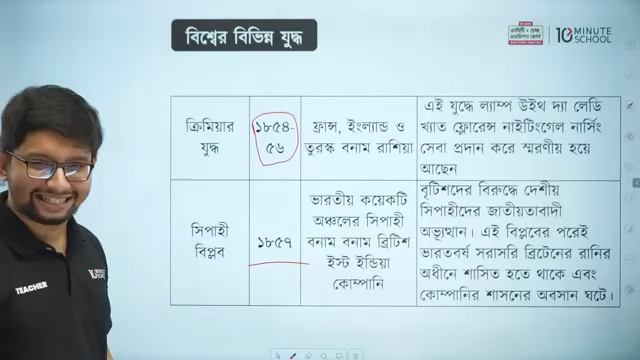 বিশ্বের বিভিন্ন যুদ্ধ
10 MINUTE SCHOOL
ক্রিমিয়ার যুদ্ধ
১৮৫৪-৫৬
ফ্রান্স, ইংল্যান্ড ও
তুরস্ক বনাম রাশিয়া
এই যুদ্ধে ল্যাম্প উইথ দ্যা লেডি
খ্যাত ফ্লোরেন্স নাইটিংগেল নার্সিং
সেবা প্রদান করে স্মরণীয় হয়ে
আছেন
সিপাহী
বিপ্লব
১৮৫৭
ভারতীয় কয়েকটি
অঞ্চলের সিপাহী
বনাম বনাম ব্রিটিশ
ইস্ট ইন্ডিয়া
কোম্পানি
বৃটিশদের বিরুদ্ধে দেশীয়
সিপাহীদের জাতীয়তাবাদী
অভ্যূত্থান। এই বিপ্লবের পরেই
ভারতবর্ষ সরাসরি ব্রিটেনের রানির
অধীনে শাসিত হতে থাকে এবং
কোম্পানির শাসনের অবসান ঘটে।
TEACHER